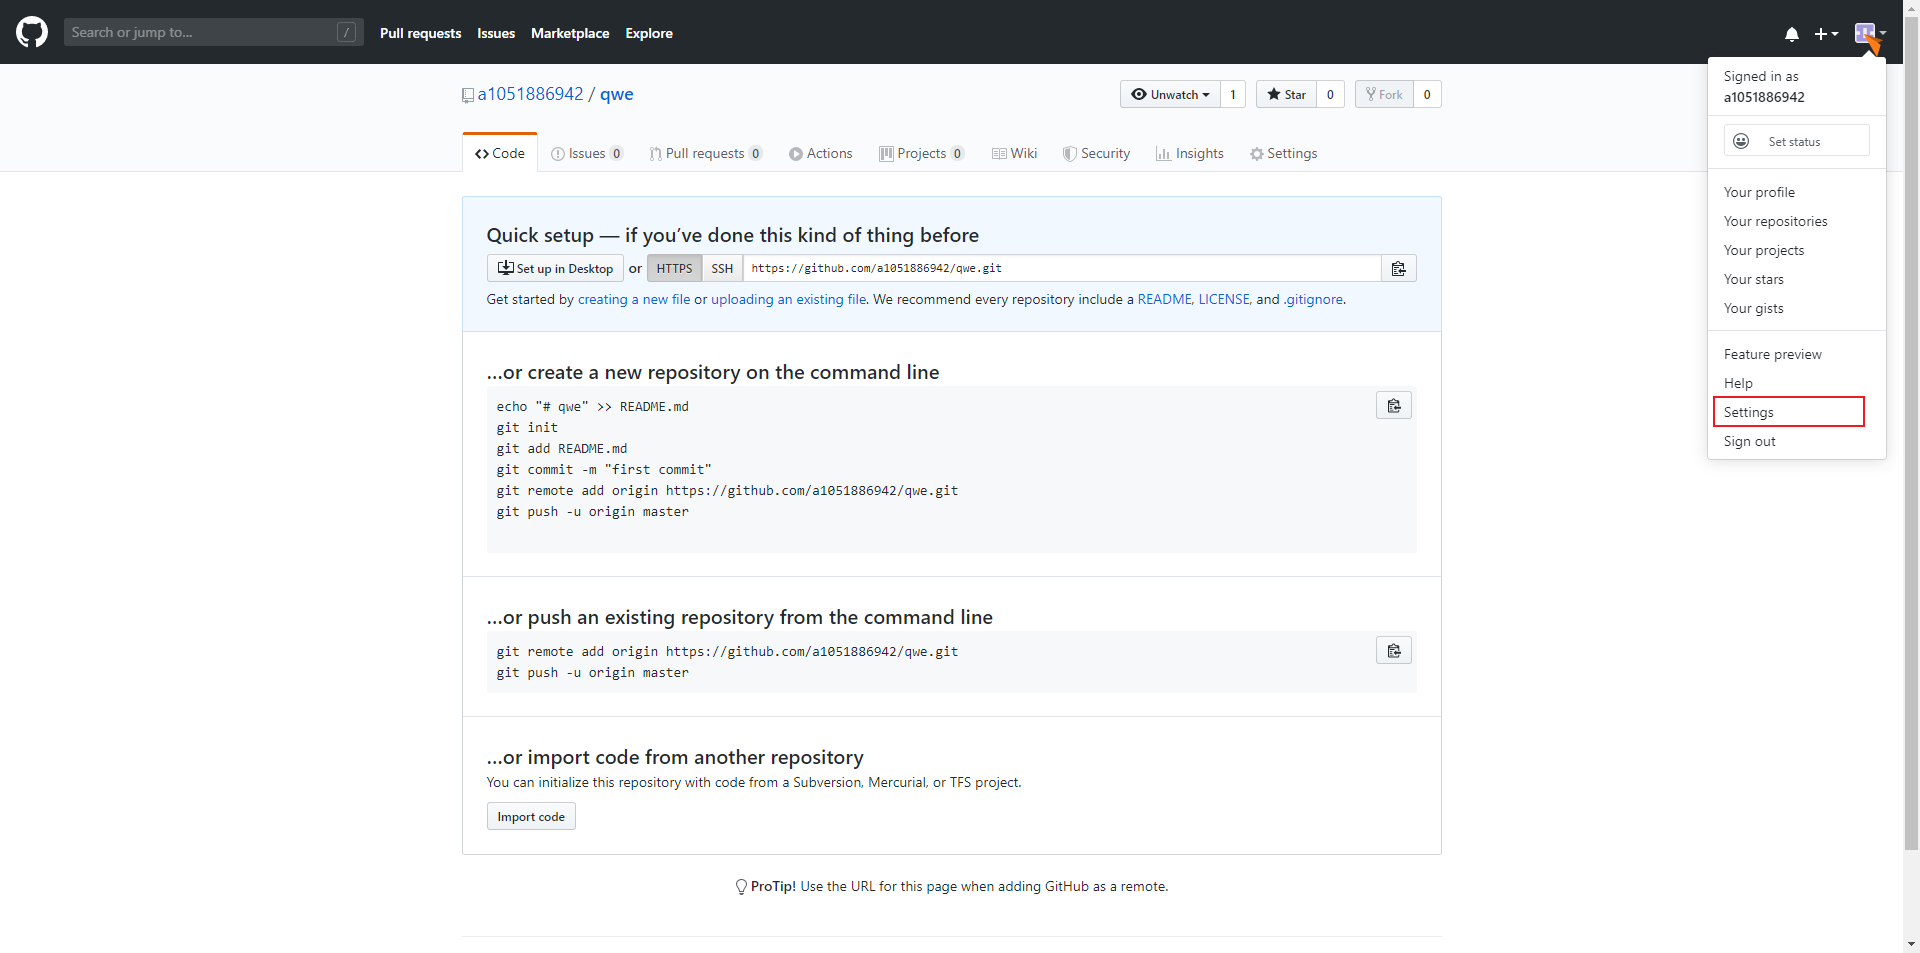 Search or jump to...
/
Pull requests
Issues
Marketplace
Explore
Signed in as
a1051886942
Set status
Your profile
Your repositories
Your projects
Your stars
Your gists
Feature preview
Help
Settings
Sign out
a1051886942 / qwe
Unwatch 1
Star 0
Fork 0
Code
Issues 0
Pull requests 0
Actions
Projects 0
Wiki
Security
Insights
Settings
Quick setup — if you’ve done this kind of thing before
Set up in Desktop or HTTPS SSH https://github.com/a1051886942/qwe.git
Get started by creating a new file or uploading an existing file. We recommend every repository include a README, LICENSE, and .gitignore.
…or create a new repository on the command line
echo "# qwe" >> README.md
git init
git add README.md
git commit -m "first commit"
git remote add origin https://github.com/a1051886942/qwe.git
git push -u origin master
…or push an existing repository from the command line
git remote add origin https://github.com/a1051886942/qwe.git
git push -u origin master
…or import code from another repository
You can initialize this repository with code from a Subversion, Mercurial, or TFS project.
Import code
ProTip! Use the URL for this page when adding GitHub as a remote.